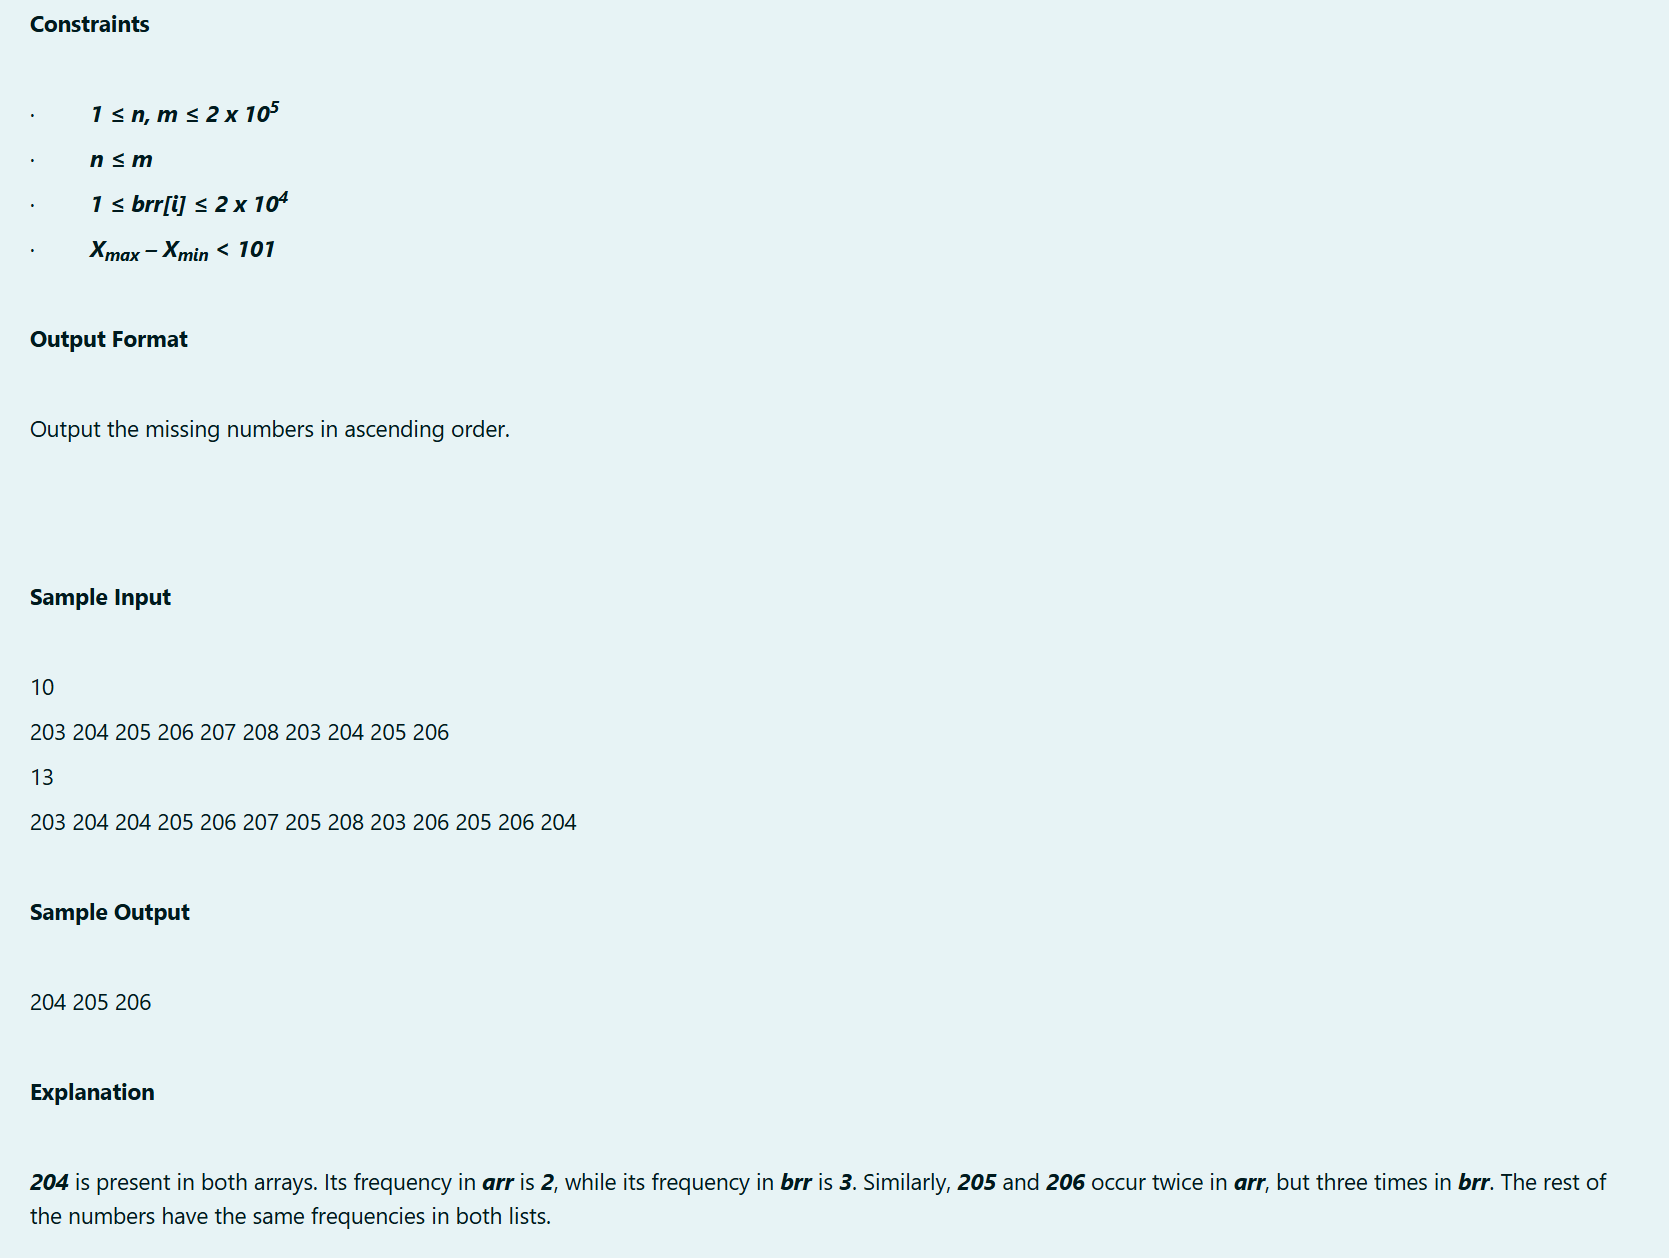 Constraints
· 1 ≤ n, m ≤ 2 x 10⁵
· n ≤ m
· 1 ≤ brr[i] ≤ 2 x 10⁴
· Xmax – Xmin < 101
Output Format
Output the missing numbers in ascending order.
Sample Input
10
203 204 205 206 207 208 203 204 205 206
13
203 204 204 205 206 207 205 208 203 206 205 206 204
Sample Output
204 205 206
Explanation
204 is present in both arrays. Its frequency in arr is 2, while its frequency in brr is 3. Similarly, 205 and 206 occur twice in arr, but three times in brr. The rest of
the numbers have the same frequencies in both lists.